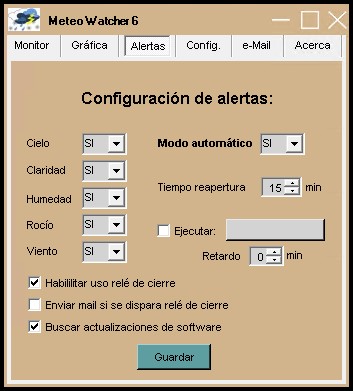 Meteo Watcher 6
Monitor Gráfica Alertas Config. e-Mail Acerca
Configuración de alertas:
Cielo SI Modo automático SI
Claridad SI
Tiempo reapertura 15 min
Humedad SI
Rocío SI Ejecutar:
Viento SI Retardo 0 min
Habililitar uso relé de cierre
Enviar mail si se dispara relé de cierre
Buscar actualizaciones de software
Guardar